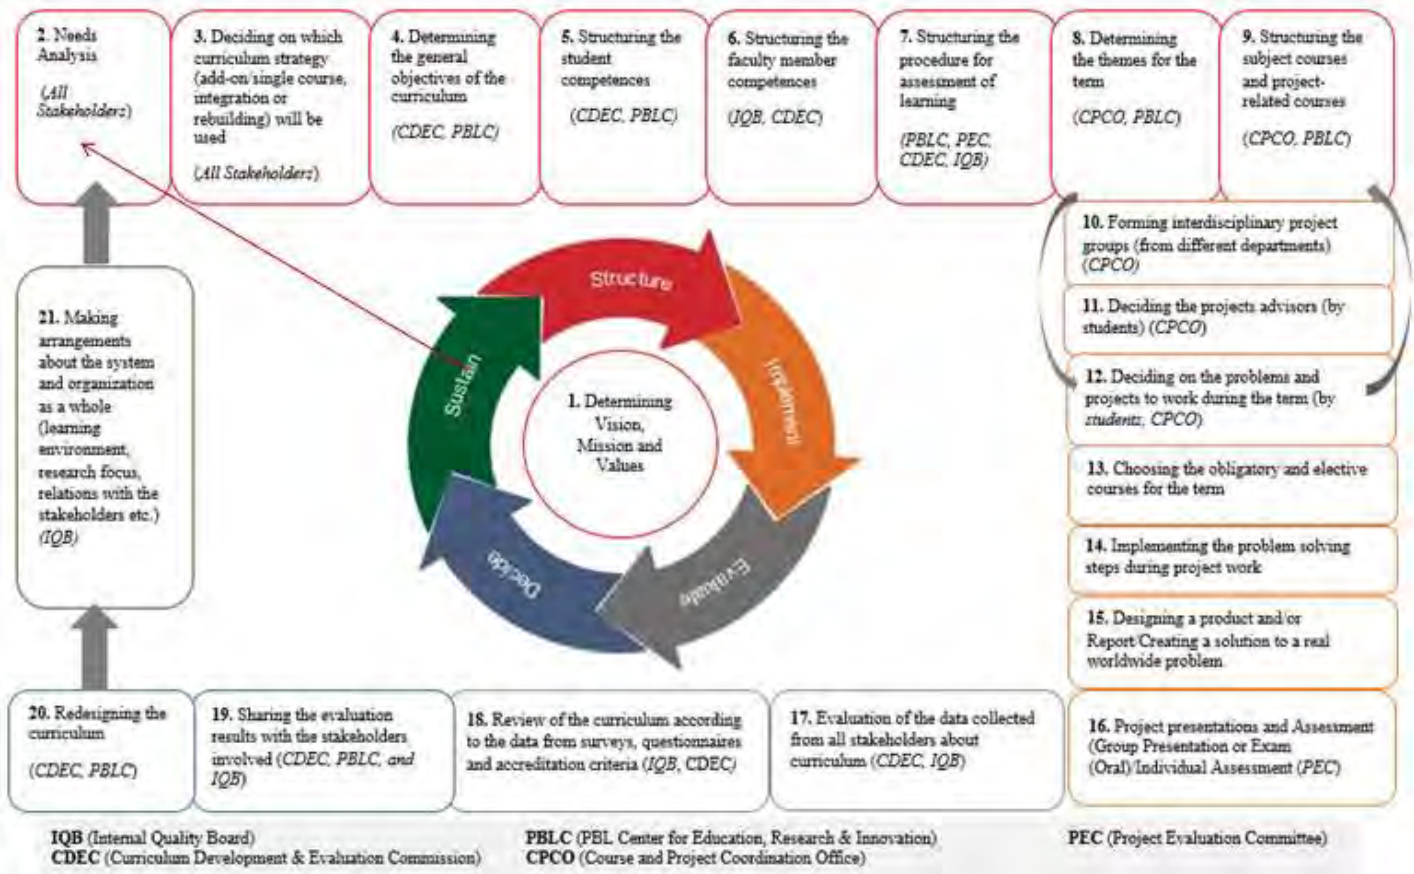 2. Needs
Analysis
(All
Stakeholders)
3. Deciding on which
curriculum strategy
(add-on/single course,
integration or
rebuilding) will be
used
(All Stakeholders)
4. Determining
the general
objectives of the
curriculum
(CDEC, PBLC)
5. Structuring the
student
competences
(CDEC, PBLC)
6. Structuring the
faculty member
competences
(IQB, CDEC)
7. Structuring the
procedure for
assessment of
learning
(PBLC, PEC,
CDEC, IQB)
8. Determining
the themes for the
term
(CPCO, PBLC)
9. Structuring the
subject courses
and project-
related courses
(CPCO, PBLC)
10. Forming interdisciplinary project
groups (from different departments)
(CPCO)
11. Deciding the projects advisors (by
students) (CPCO)
12. Deciding on the problems and
projects to work during the term (by
students, CPCO)
13. Choosing the obligatory and elective
courses for the term
14. Implementing the problem solving
steps during project work
15. Designing a product and/or
Report/Creating a solution to a real
worldwide problem.
16. Project presentations and Assessment
(Group Presentation or Exam
(Oral)/Individual Assessment (PEC)
17. Evaluation of the data collected
from all stakeholders about
curriculum (CDEC, IQB)
18. Review of the curriculum according
to the data from surveys, questionnaires
and accreditation criteria (IQB, CDEC)
19. Sharing the evaluation
results with the stakeholders
involved (CDEC, PBLC, and
IQB)
20. Redesigning the
curriculum
(CDEC, PBLC)
21. Making
arrangements
about the system
and organization
as a whole
(learning
environment,
research focus,
relations with the
stakeholders etc.)
(IQB)
Structure
Implement
Evaluate
Decide
Sustain
1. Determining
Vision,
Mission and
Values
IQB (Internal Quality Board)
CDEC (Curriculum Development & Evaluation Commission)
PBLC (PBL Center for Education, Research & Innovation)
CPCO (Course and Project Coordination Office)
PEC (Project Evaluation Committee)